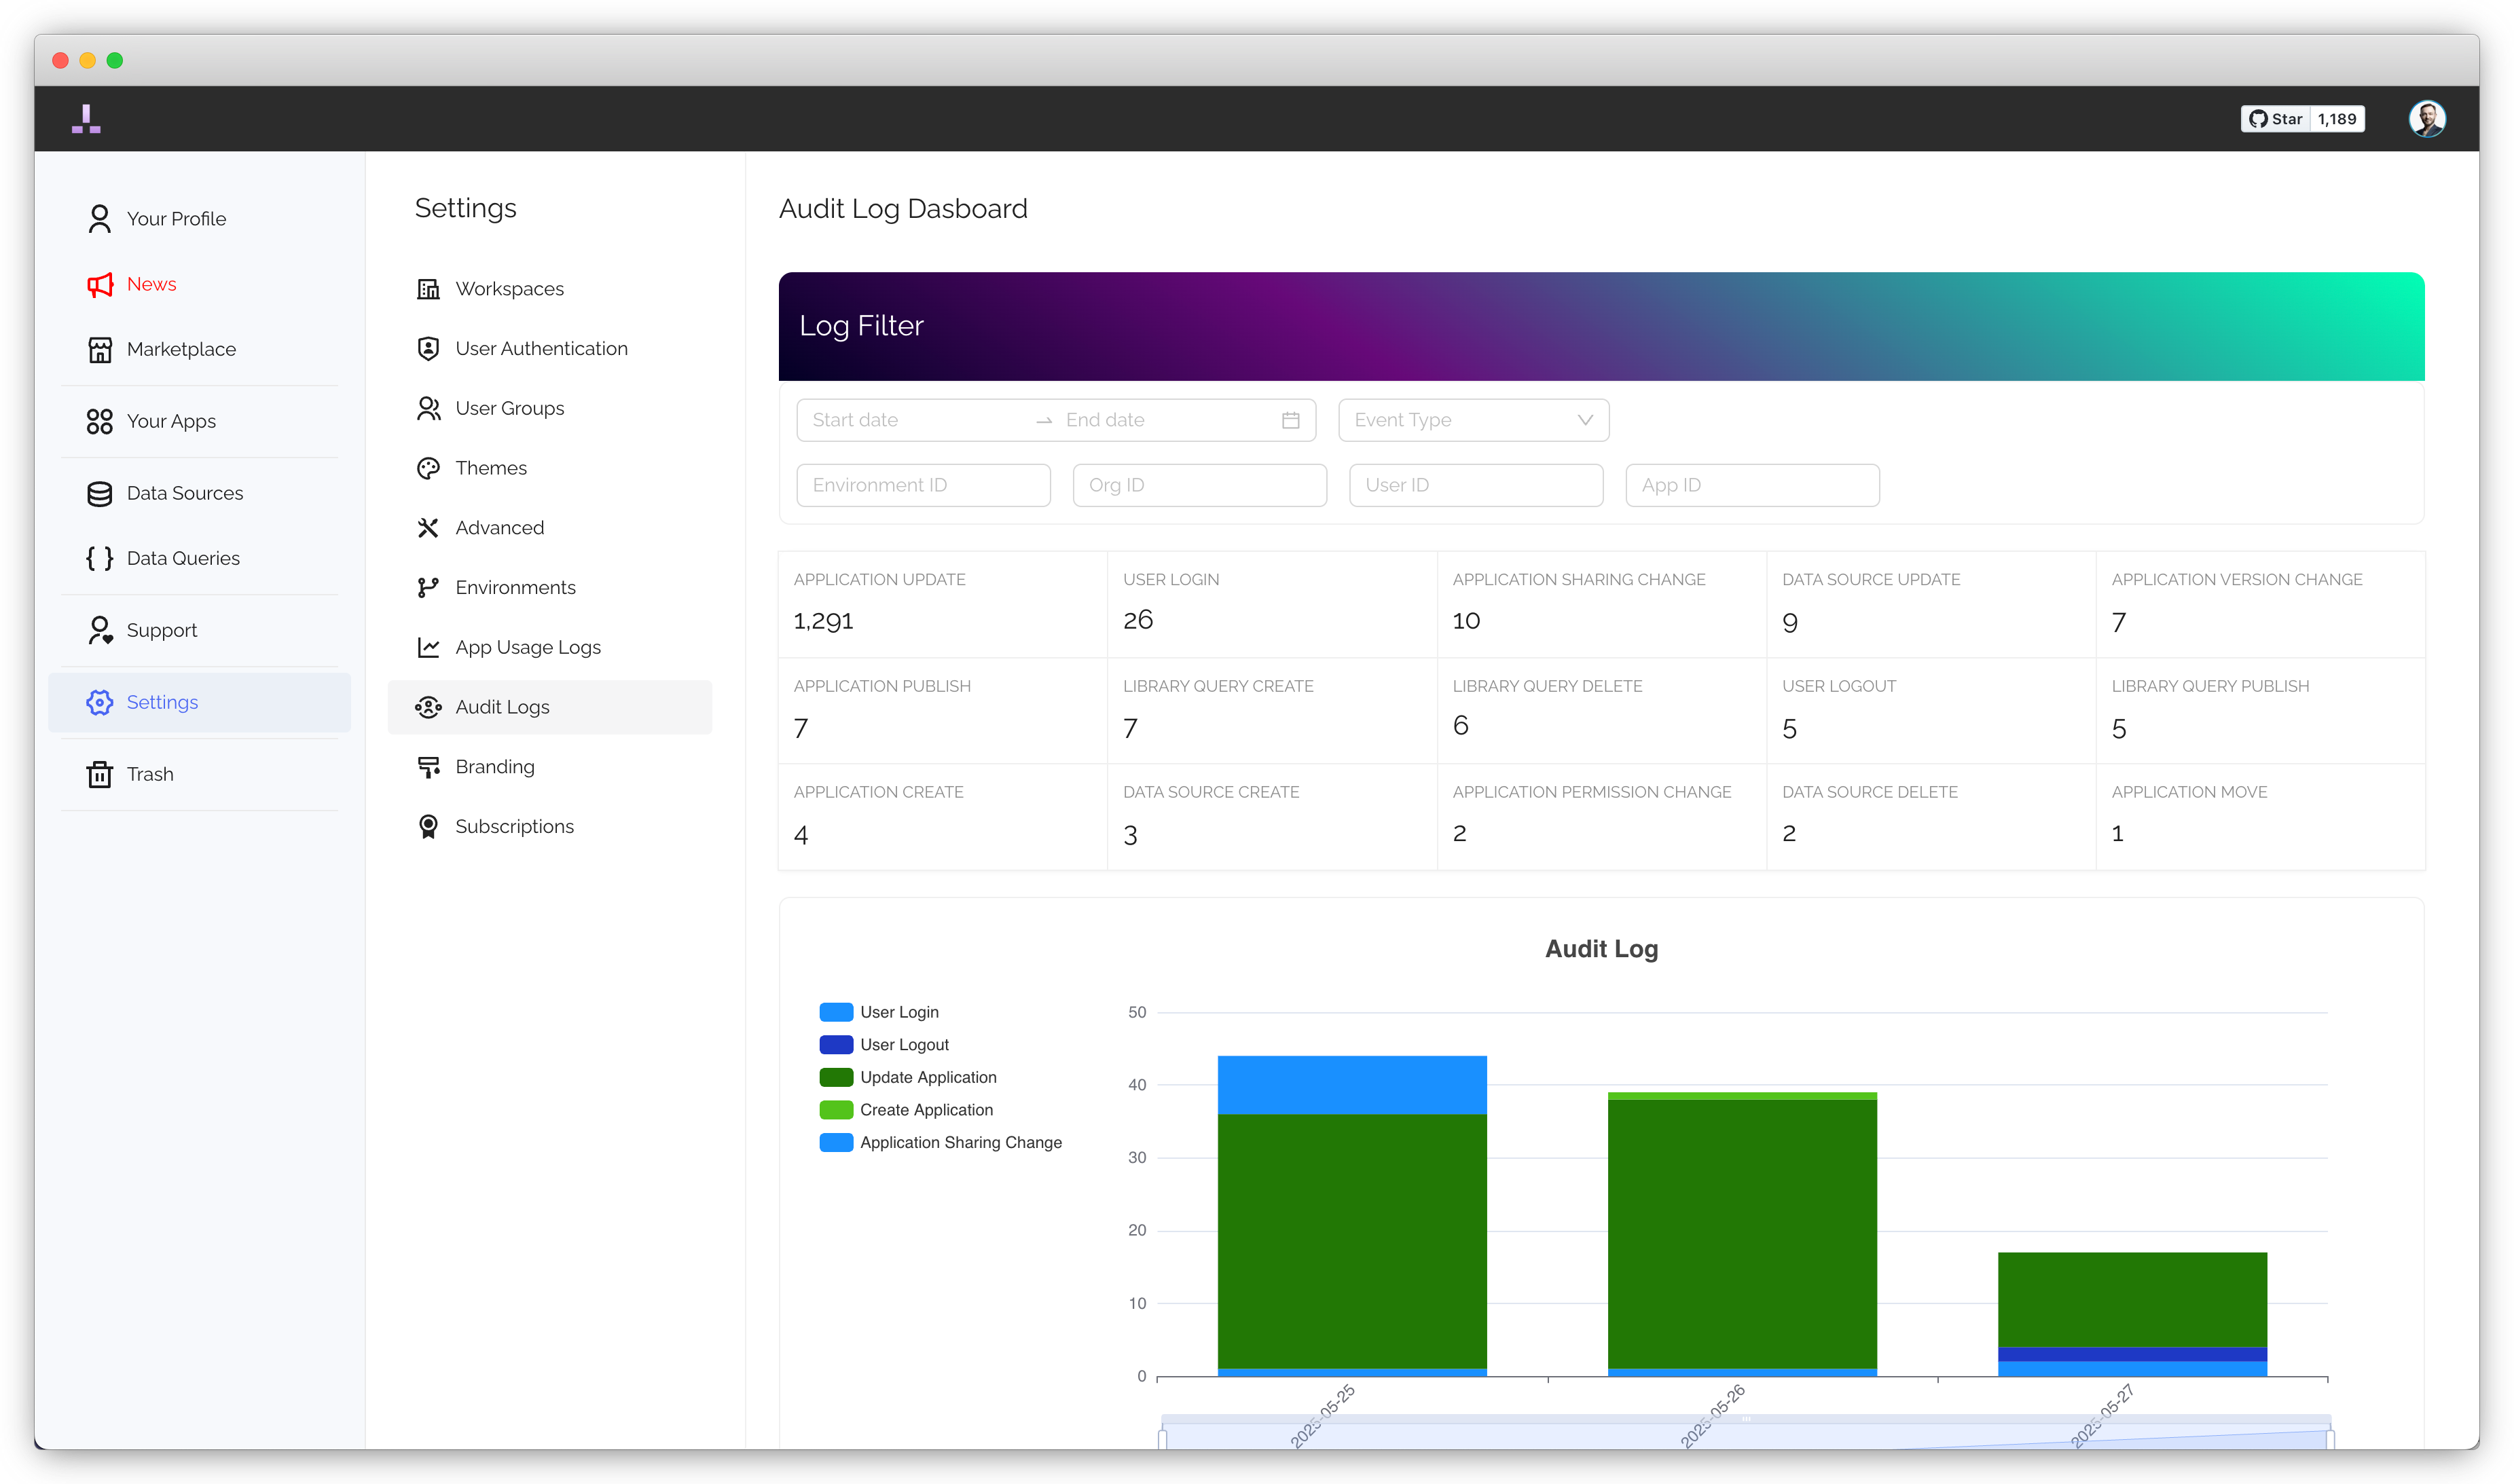 Star 1,189
Your Profile
News
Marketplace
Your Apps
Data Sources
Data Queries
Support
Settings
Trash
Settings
Workspaces
User Authentication
User Groups
Themes
Advanced
Environments
App Usage Logs
Audit Logs
Branding
Subscriptions
Audit Log Dasboard
Log Filter
Start date End date Event Type
Environment ID Org ID User ID App ID
APPLICATION UPDATE USER LOGIN APPLICATION SHARING CHANGE DATA SOURCE UPDATE APPLICATION VERSION CHANGE
1,291 26 10 9 7
APPLICATION PUBLISH LIBRARY QUERY CREATE LIBRARY QUERY DELETE USER LOGOUT LIBRARY QUERY PUBLISH
7 7 6 5 5
APPLICATION CREATE DATA SOURCE CREATE APPLICATION PERMISSION CHANGE DATA SOURCE DELETE APPLICATION MOVE
4 3 2 2 1
Audit Log
User Login
User Logout
Update Application
Create Application
Application Sharing Change
50
40
30
20
10
0
2025-05-25 2025-05-26 2025-05-27